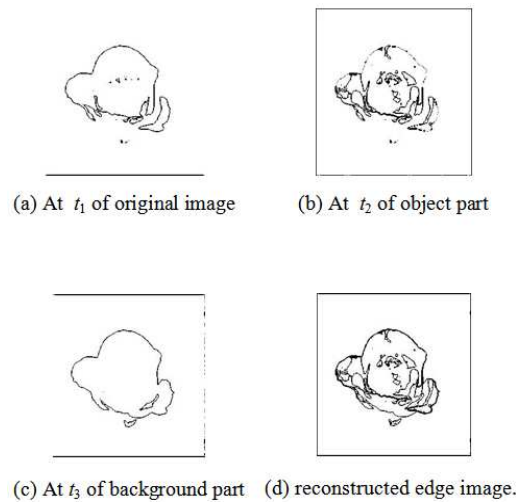 (a) At t₁ of original image
(b) At t₂ of object part
(c) At t₃ of background part
(d) reconstructed edge image.